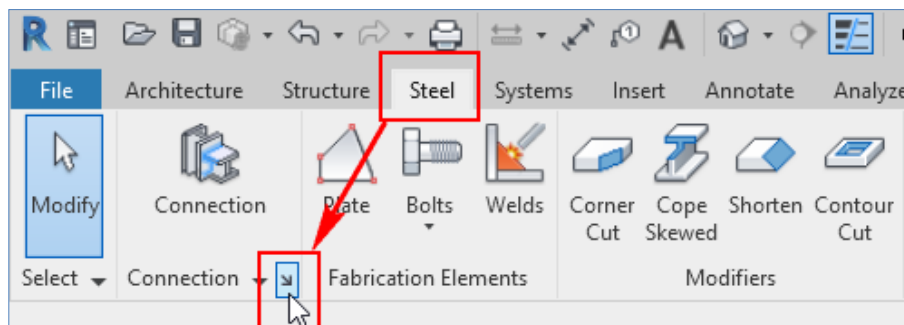 File Architecture Structure Steel Systems Insert Annotate Analyze
Modify Connection Plate Bolts Welds Corner Cut Cope Skewed Shorten Contour Cut
Select Connection Fabrication Elements Modifiers